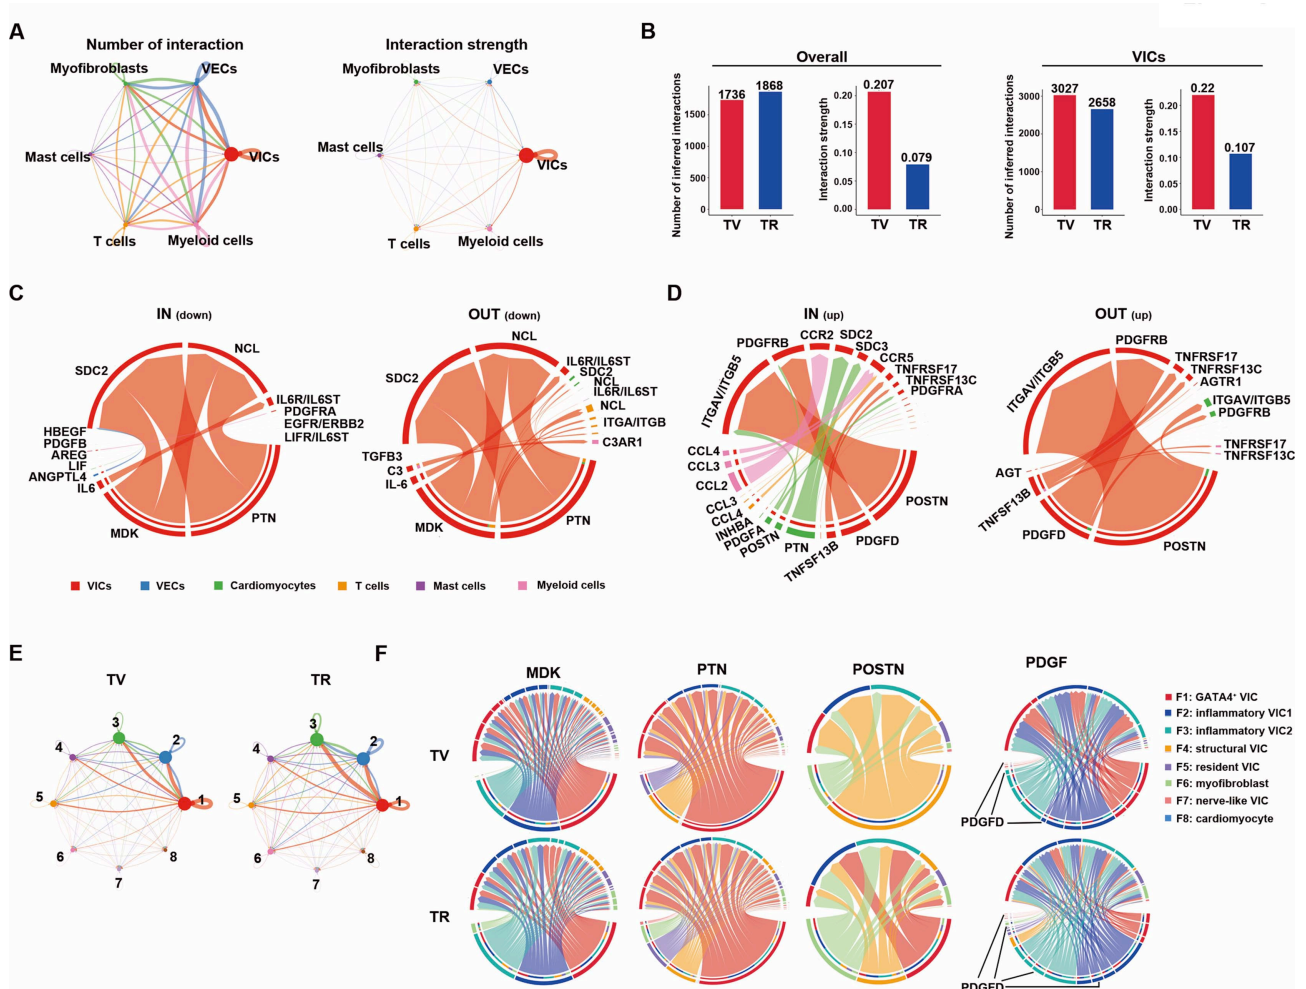 A
Number of interaction
Myofibroblasts
VECs
Mast cells
VICs
T cells
Myeloid cells
Interaction strength
Myofibroblasts
VECs
Mast cells
VICs
T cells
Myeloid cells
B
Overall
Number of inferred interactions
1500
1000
500
0
1736
1868
TV TR
Interaction strength
0.20
0.15
0.10
0.05
0.00
0.207
0.079
TV TR
VICs
Number of inferred interactions
3000
2000
1000
0
3027
2658
TV TR
Interaction strength
0.20
0.15
0.10
0.05
0.00
0.22
0.107
TV TR
C
IN (down)
NCL
SDC2
IL6R/IL6ST
PDGFRA
EGFR/ERBB2
LIFR/IL6ST
HBEGF
PDGFB
AREG
LIF
ANGPTL4
IL6
MDK
PTN
OUT (down)
NCL
SDC2
IL6R/IL6ST
SDC2
NCL
IL6R/IL6ST
NCL
ITGA/ITGB
C3AR1
TGFB3
C3
IL-6
MDK
PTN
VICs
VECs
Cardiomyocytes
T cells
Mast cells
Myeloid cells
D
IN (up)
ITGAV/ITGB5
PDGFRB
CCR2
SDC2
SDC3
CCR5
TNFRSF17
TNFRSF13C
PDGFRA
CCL4
CCL3
CCL2
CCL3
CCL4
INHBA
PDGFA
POSTN
PTN
TNFSF13B
PDGFD
POSTN
OUT (up)
ITGAV/ITGB5
PDGFRB
TNFRSF17
TNFRSF13C
AGTR1
ITGAV/ITGB5
PDGFRB
TNFRSF17
TNFRSF13C
AGT
TNFSF13B
PDGFD
POSTN
E
TV
1
2
3
4
5
6
7
8
TR
1
2
3
4
5
6
7
8
F
MDK
PTN
POSTN
PDGF
TV
PDGFD
TR
PDGFD
F1: GATA4⁺ VIC
F2: inflammatory VIC1
F3: inflammatory VIC2
F4: structural VIC
F5: resident VIC
F6: myofibroblast
F7: nerve-like VIC
F8: cardiomyocyte